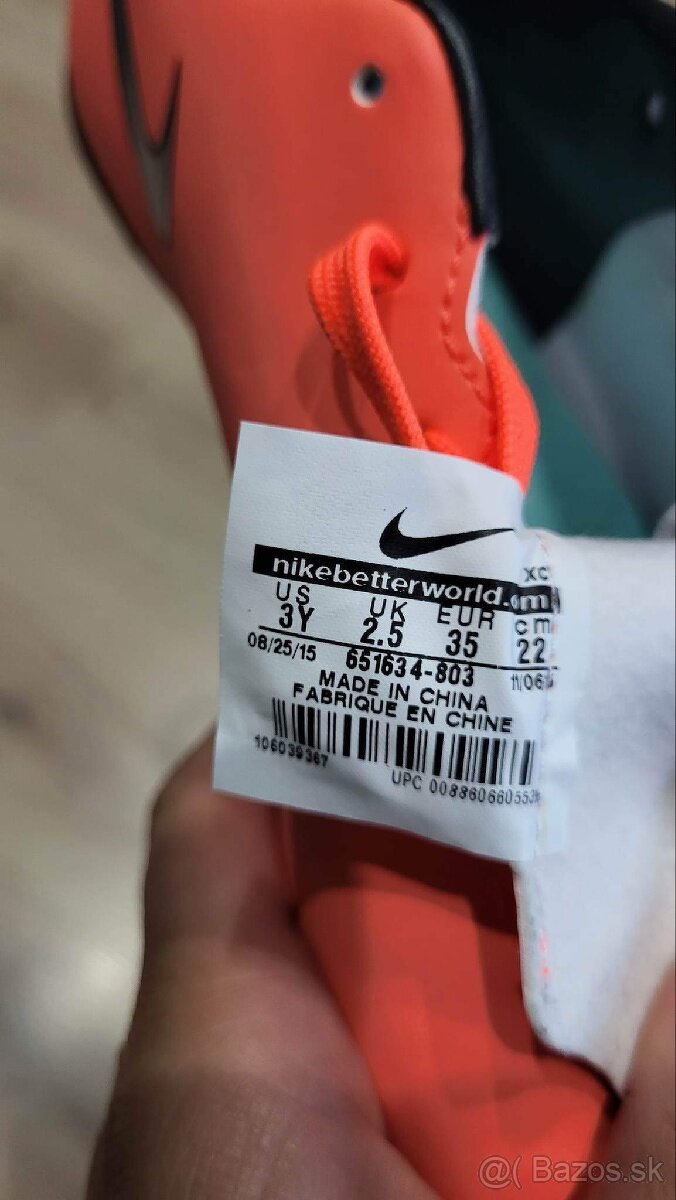 nikebetterworld.com
xc
US UK EUR cm
3Y 2.5 35 22
08/25/15 651634-803
MADE IN CHINA
FABRIQUE EN CHINE
106039367
UPC
@( Bazos.sk